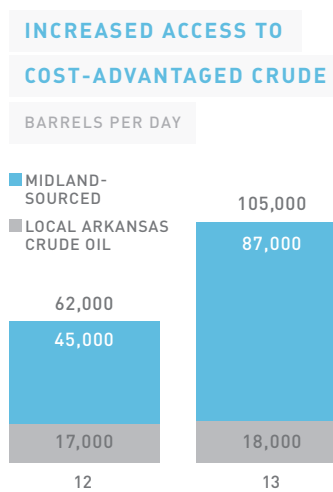 INCREASED ACCESS TO
COST-ADVANTAGED CRUDE
BARRELS PER DAY
MIDLAND-
SOURCED
LOCAL ARKANSAS
CRUDE OIL
105,000
87,000
62,000
45,000
17,000
18,000
12
13